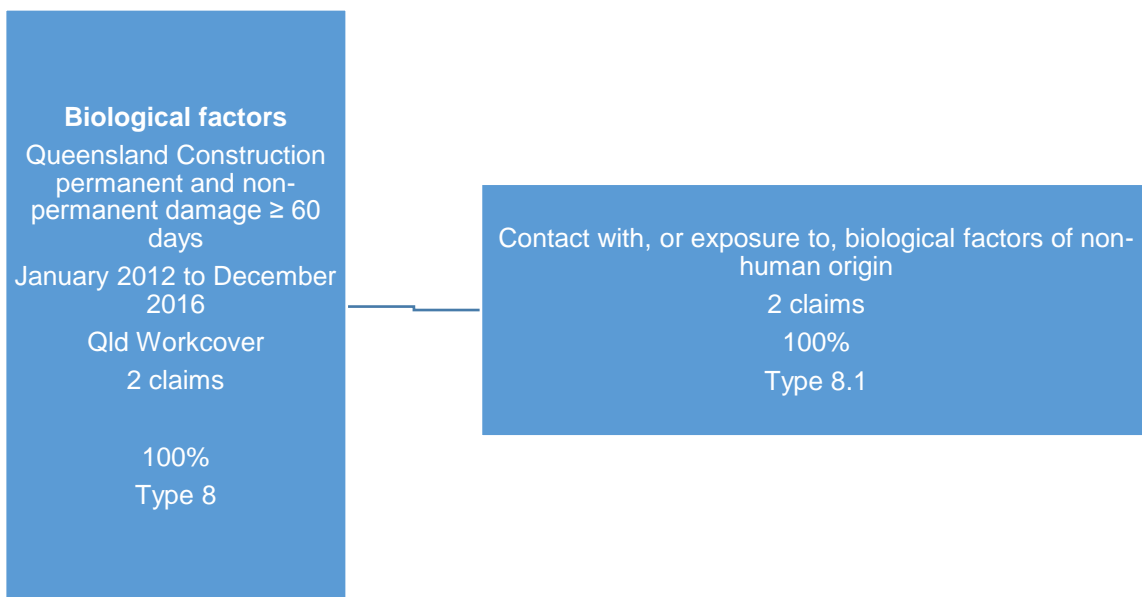 Biological factors
Queensland Construction
permanent and non-
permanent damage ≥ 60
days
January 2012 to December
2016
Qld Workcover
2 claims
100%
Type 8
Contact with, or exposure to, biological factors of non-
human origin
2 claims
100%
Type 8.1